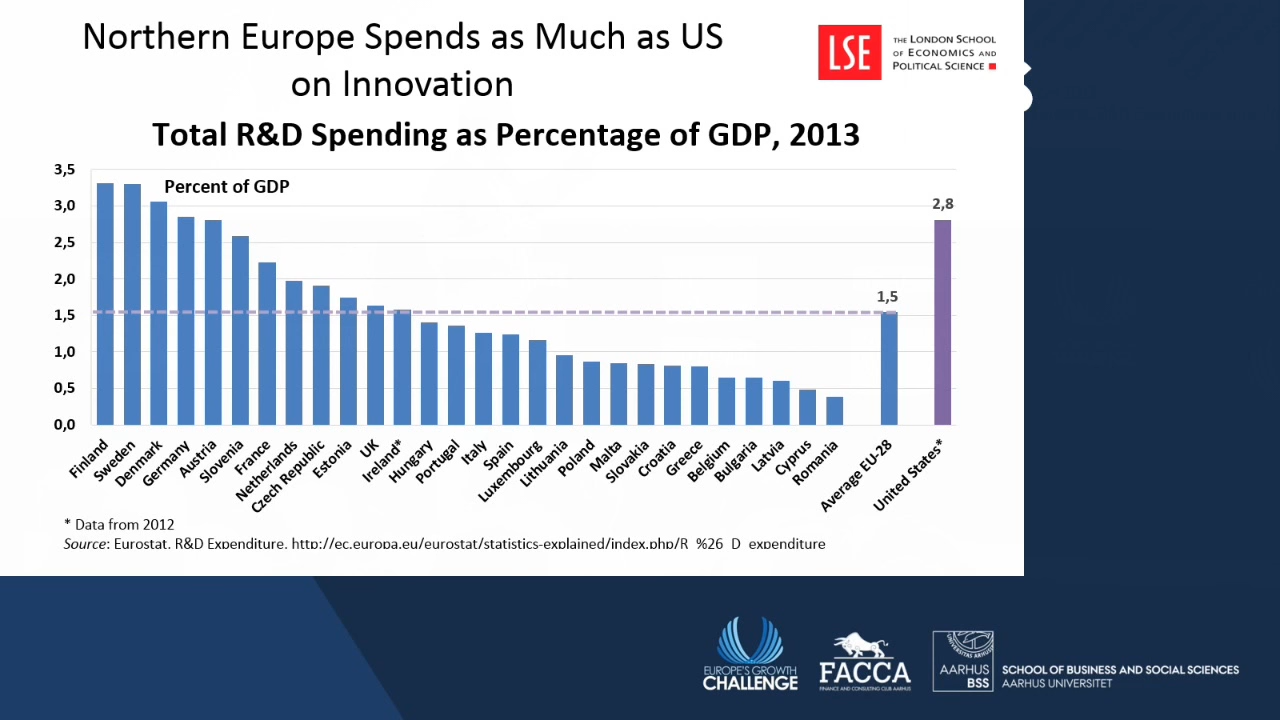 Northern Europe Spends as Much as US
on Innovation
LSE
THE LONDON SCHOOL
OF ECONOMICS AND
POLITICAL SCIENCE
Total R&D Spending as Percentage of GDP, 2013
Percent of GDP
3,5
3,0
2,5
2,0
1,5
1,0
0,5
0,0
1,5
2,8
Finland
Sweden
Denmark
Germany
Austria
Slovenia
France
Netherlands
Czech Republic
Estonia
UK
Ireland*
Hungary
Portugal
Italy
Spain
Luxembourg
Lithuania
Poland
Malta
Slovakia
Croatia
Greece
Belgium
Bulgaria
Latvia
Cyprus
Romania
Average EU-28
United States*
* Data from 2012
Source: Eurostat. R&D Expenditure. http://ec.europa.eu/eurostat/statistics-explained/index.php/R_%26_D_expenditure
EUROPE'S GROWTH
CHALLENGE
FACCA
FINANCE AND CONSULTING CLUB AARHUS
AARHUS
BSS
SCHOOL OF BUSINESS AND SOCIAL SCIENCES
AARHUS UNIVERSITET